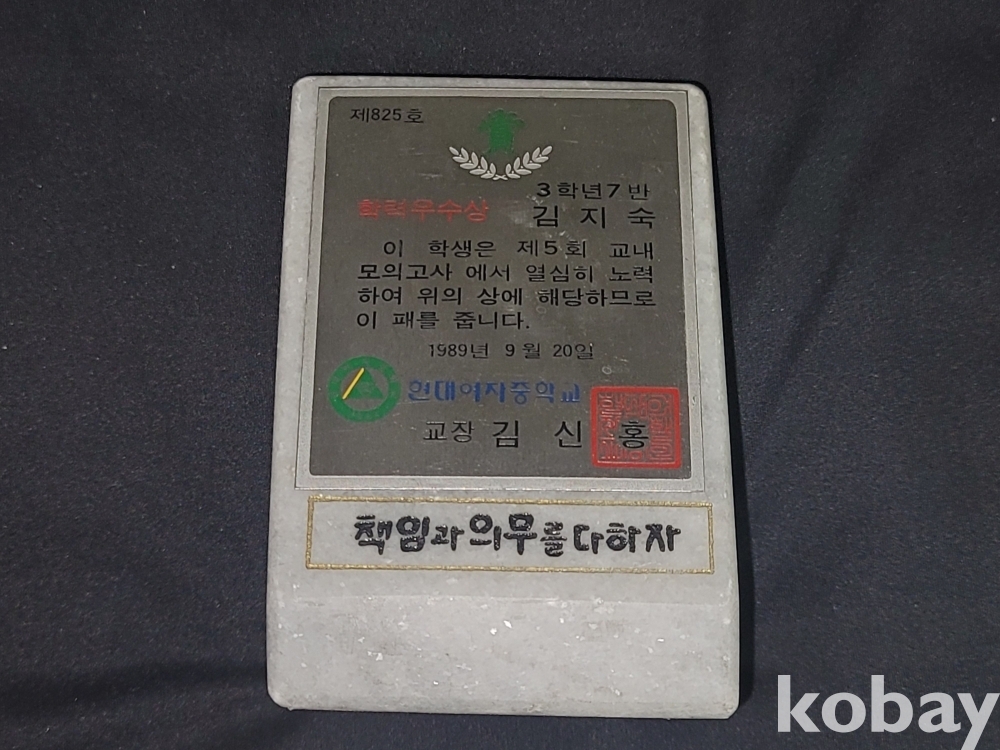 제825호
3학년7반
학력우수상 김지숙
이 학생은 제5회 교내
모의고사 에서 열심히 노력
하여 위의 상에 해당하므로
이 패를 줍니다.
1989년 9월 20일
현대여자중학교
교장 김신홍
책임과 의무를 다하자
kobay